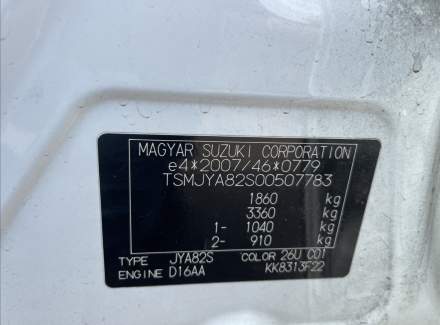 MAGYAR SUZUKI CORPORATION
e4*2007/46*0779
TSMJYA82S00507783
1860 kg
3360 kg
1- 1040 kg
2- 910 kg
TYPE JYA82S COLOR 26U C01
ENGINE D16AA KK8313F22